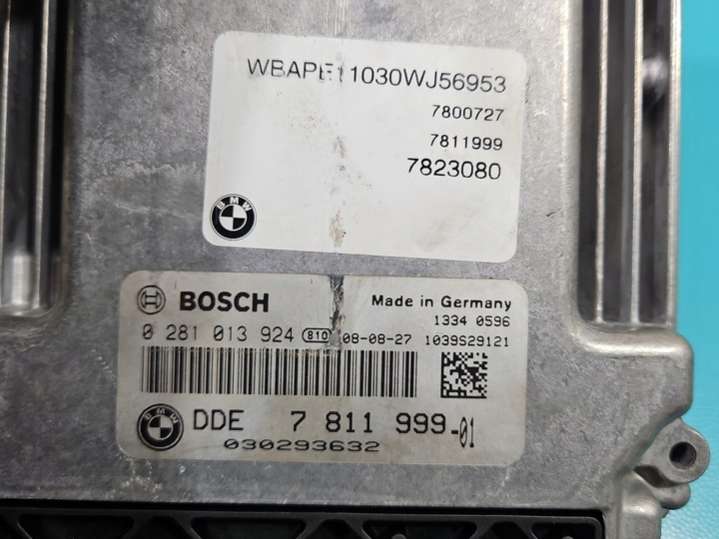 WBAPE11030WJ56953
7800727
7811999
7823080
BMW
BOSCH
Made in Germany
1334 0596
0 281 013 924 810 08-08-27 1039S29121
BMW DDE 7 811 999-01
030293632